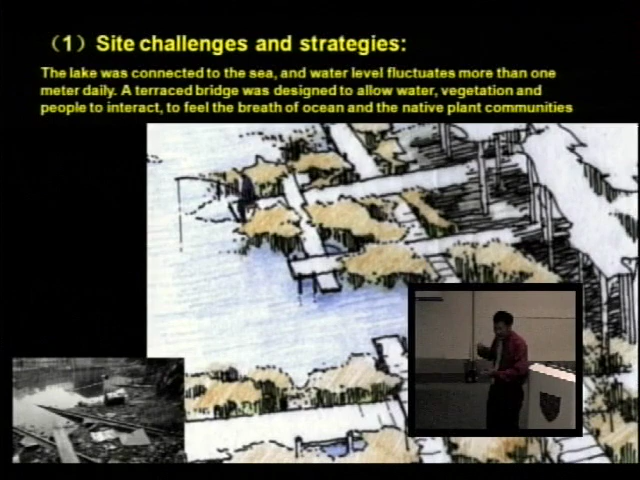 （1）Site challenges and strategies:
The lake was connected to the sea, and water level fluctuates more than one
meter daily. A terraced bridge was designed to allow water, vegetation and
people to interact, to feel the breath of ocean and the native plant communities